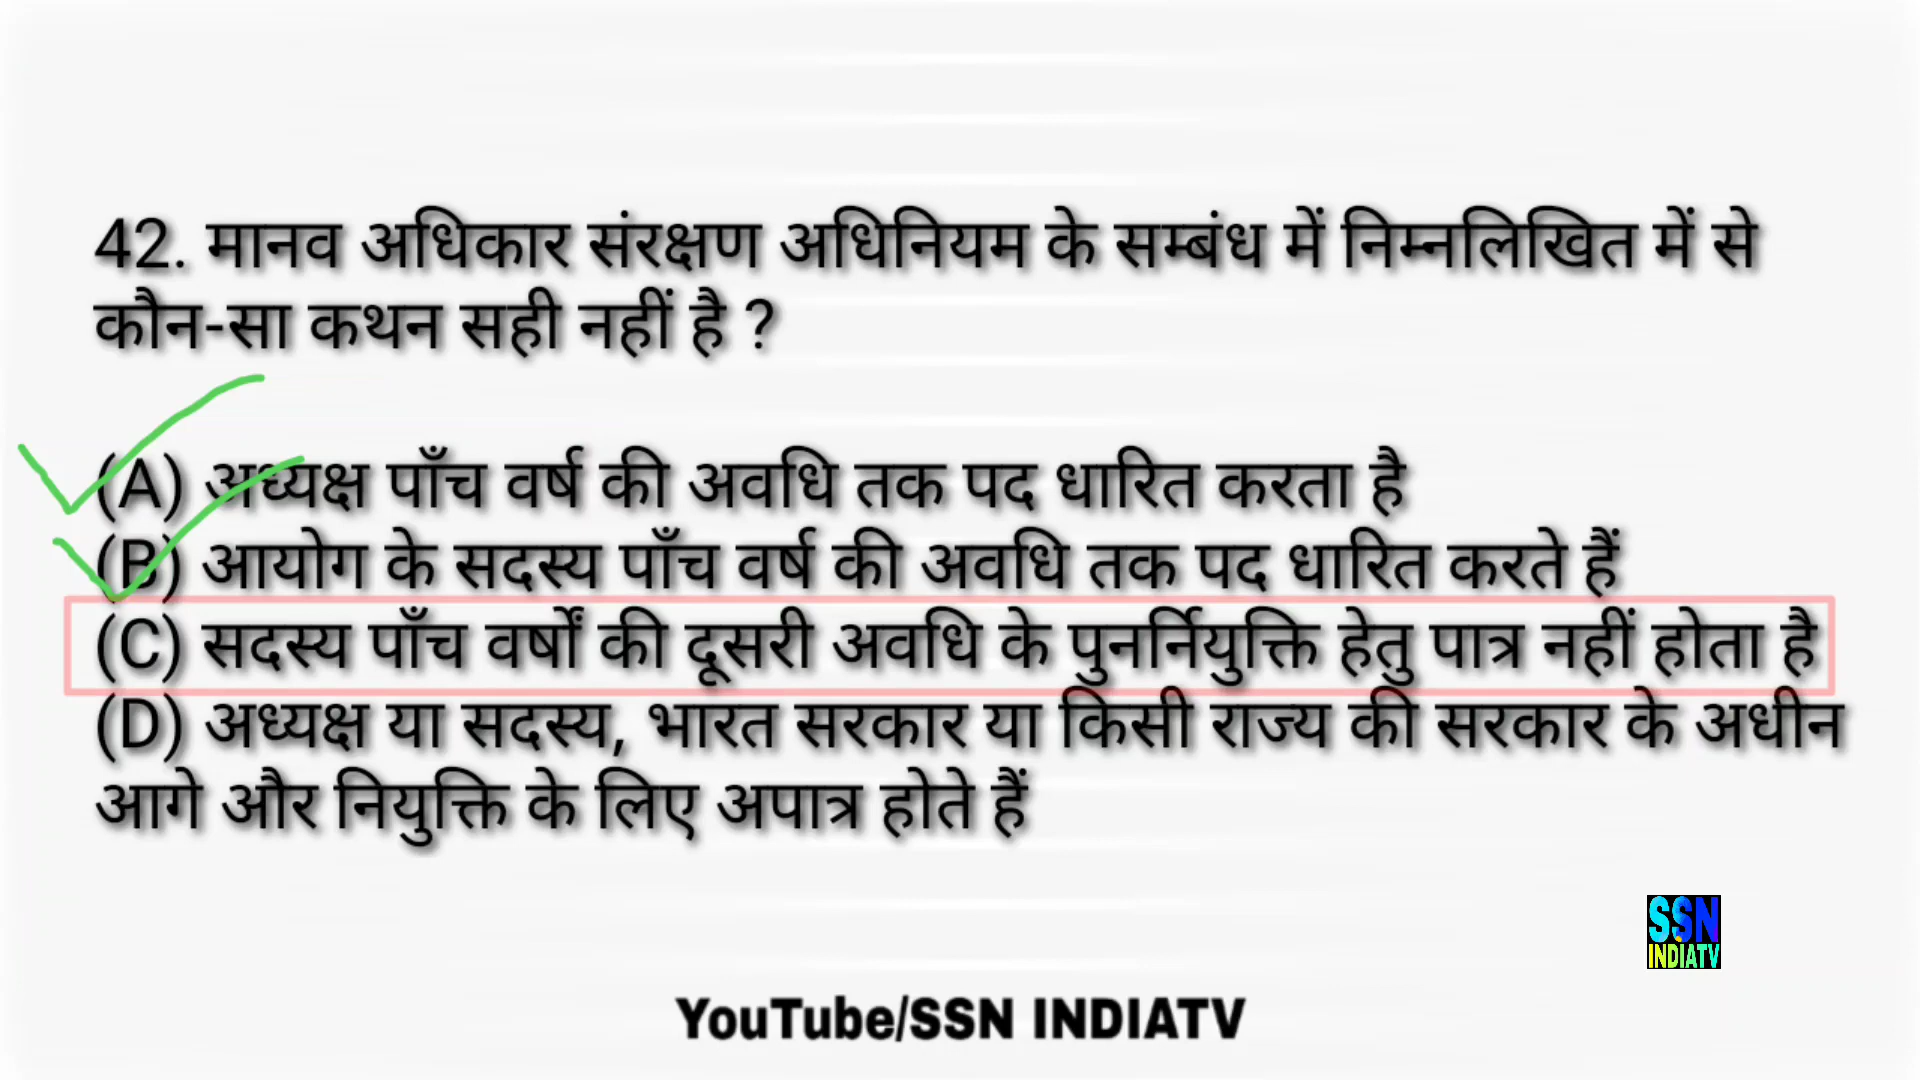 42. मानव अधिकार संरक्षण अधिनियम के सम्बंध में निम्नलिखित में से
कौन-सा कथन सही नहीं है ?
(A) अध्यक्ष पाँच वर्ष की अवधि तक पद धारित करता है
(B) आयोग के सदस्य पाँच वर्ष की अवधि तक पद धारित करते हैं
(C) सदस्य पाँच वर्षों की दूसरी अवधि के पुनर्नियुक्ति हेतु पात्र नहीं होता है
(D) अध्यक्ष या सदस्य, भारत सरकार या किसी राज्य की सरकार के अधीन
आगे और नियुक्ति के लिए अपात्र होते हैं
SSN
INDIATV
YouTube/SSN INDIATV